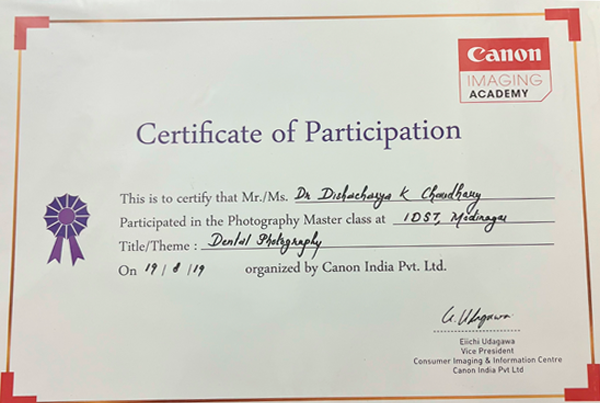 Canon
IMAGING
ACADEMY
Certificate of Participation
This is to certify that Mr./Ms. Dr Dishacharya K Choudhary
Participated in the Photography Master class at IDST, Modinagar
Title/Theme : Dental Photography
On 19/8/19 organized by Canon India Pvt. Ltd.
U. Udagawa
Eiichi Udagawa
Vice President
Consumer Imaging & Information Centre
Canon India Pvt Ltd